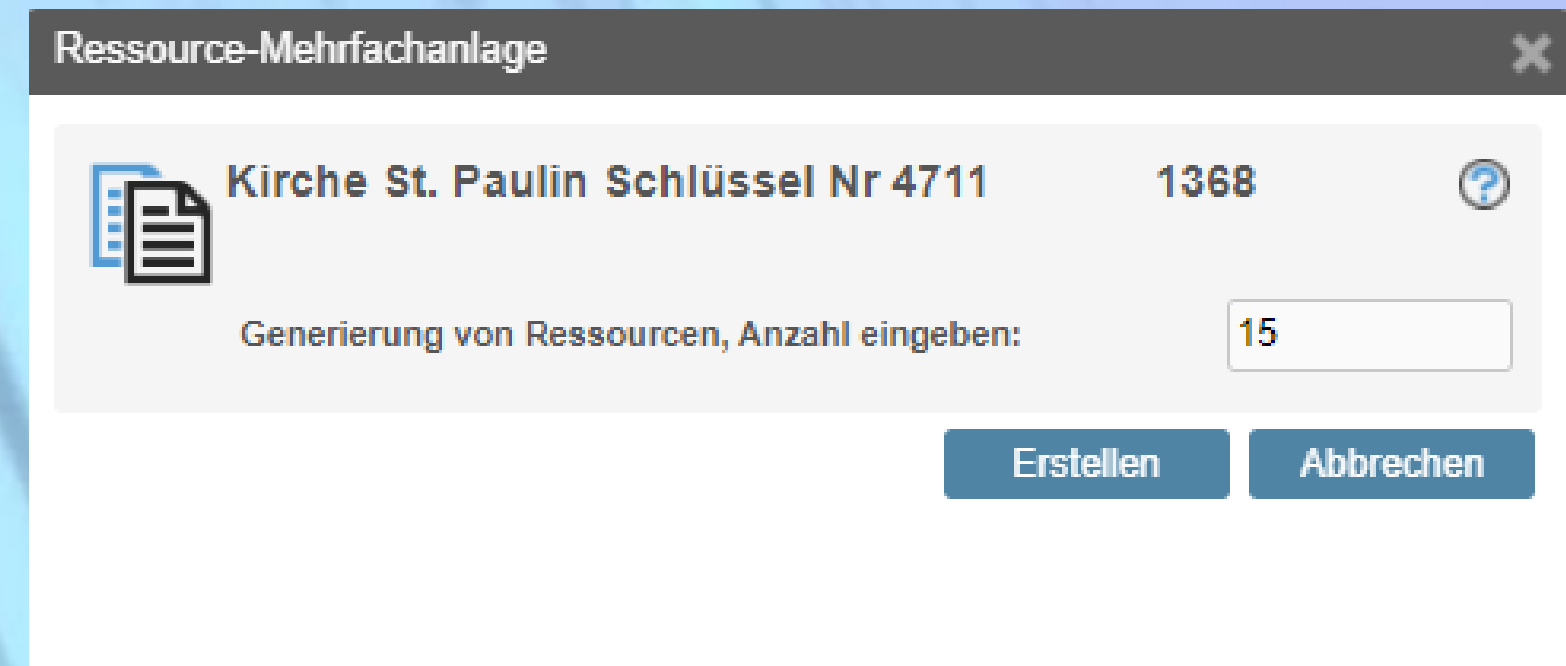 Ressource-Mehrfachanlage
Kirche St. Paulin Schlüssel Nr 4711 1368
Generierung von Ressourcen, Anzahl eingeben: 15
Erstellen Abbrechen